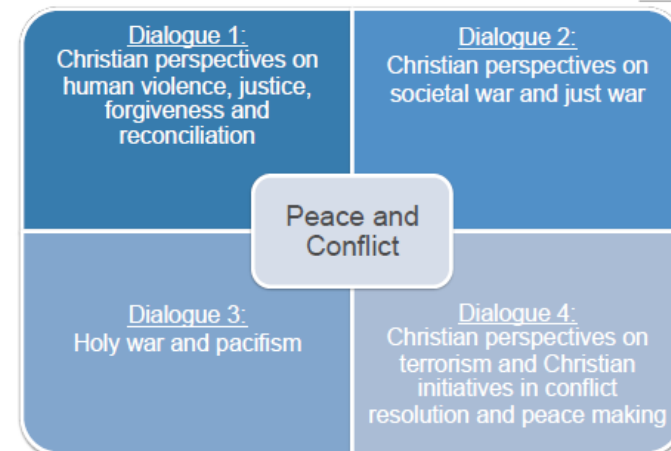 Dialogue 1:
Christian perspectives on
human violence, justice,
forgiveness and
reconciliation
Dialogue 2:
Christian perspectives on
societal war and just war
Peace and
Conflict
Dialogue 3:
Holy war and pacifism
Dialogue 4:
Christian perspectives on
terrorism and Christian
initiatives in conflict
resolution and peace making